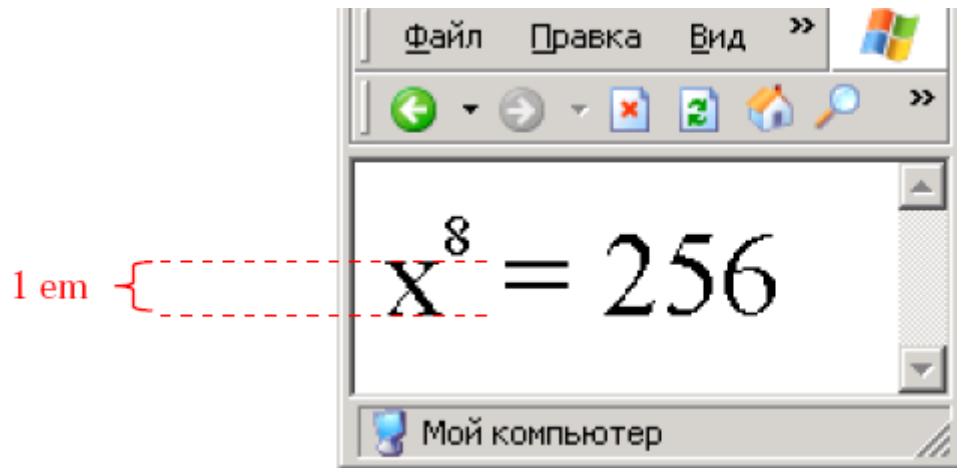 Файл Правка Вид »
»
x⁸ = 256
1 em
Мой компьютер